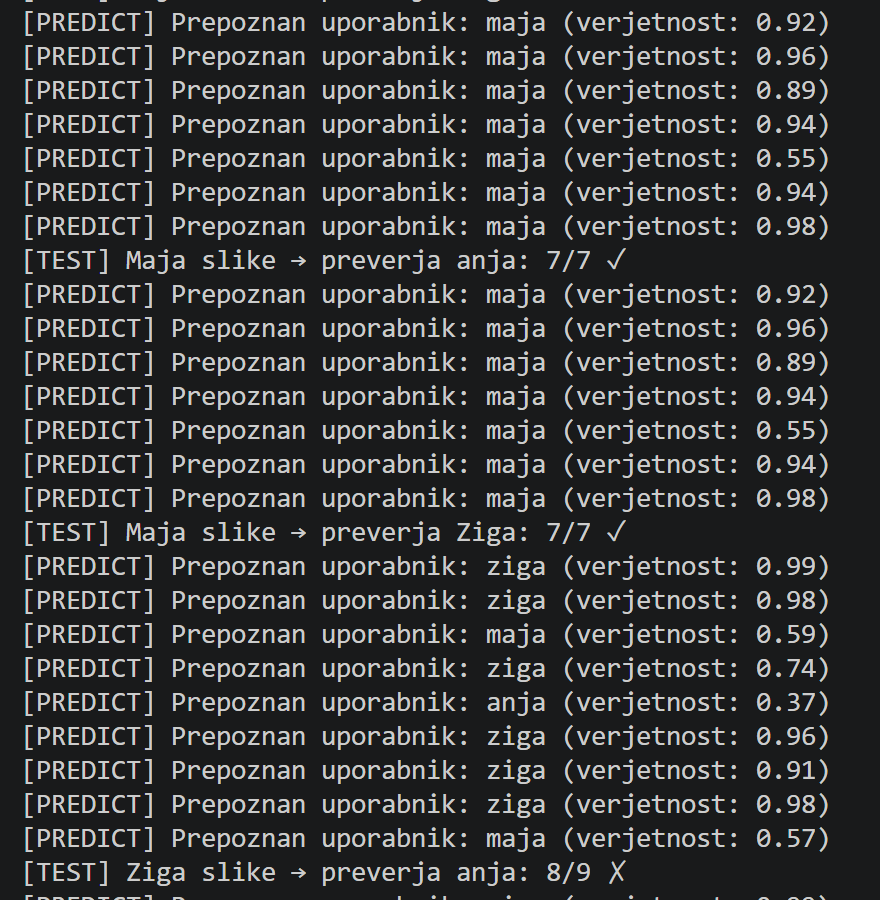 [PREDICT] Prepoznan uporabnik: maja (verjetnost: 0.92)
[PREDICT] Prepoznan uporabnik: maja (verjetnost: 0.96)
[PREDICT] Prepoznan uporabnik: maja (verjetnost: 0.89)
[PREDICT] Prepoznan uporabnik: maja (verjetnost: 0.94)
[PREDICT] Prepoznan uporabnik: maja (verjetnost: 0.55)
[PREDICT] Prepoznan uporabnik: maja (verjetnost: 0.94)
[PREDICT] Prepoznan uporabnik: maja (verjetnost: 0.98)
[TEST] Maja slike → preverja anja: 7/7 ✓
[PREDICT] Prepoznan uporabnik: maja (verjetnost: 0.92)
[PREDICT] Prepoznan uporabnik: maja (verjetnost: 0.96)
[PREDICT] Prepoznan uporabnik: maja (verjetnost: 0.89)
[PREDICT] Prepoznan uporabnik: maja (verjetnost: 0.94)
[PREDICT] Prepoznan uporabnik: maja (verjetnost: 0.55)
[PREDICT] Prepoznan uporabnik: maja (verjetnost: 0.94)
[PREDICT] Prepoznan uporabnik: maja (verjetnost: 0.98)
[TEST] Maja slike → preverja Ziga: 7/7 ✓
[PREDICT] Prepoznan uporabnik: ziga (verjetnost: 0.99)
[PREDICT] Prepoznan uporabnik: ziga (verjetnost: 0.98)
[PREDICT] Prepoznan uporabnik: maja (verjetnost: 0.59)
[PREDICT] Prepoznan uporabnik: ziga (verjetnost: 0.74)
[PREDICT] Prepoznan uporabnik: anja (verjetnost: 0.37)
[PREDICT] Prepoznan uporabnik: ziga (verjetnost: 0.96)
[PREDICT] Prepoznan uporabnik: ziga (verjetnost: 0.91)
[PREDICT] Prepoznan uporabnik: ziga (verjetnost: 0.98)
[PREDICT] Prepoznan uporabnik: maja (verjetnost: 0.57)
[TEST] Ziga slike → preverja anja: 8/9 ✗